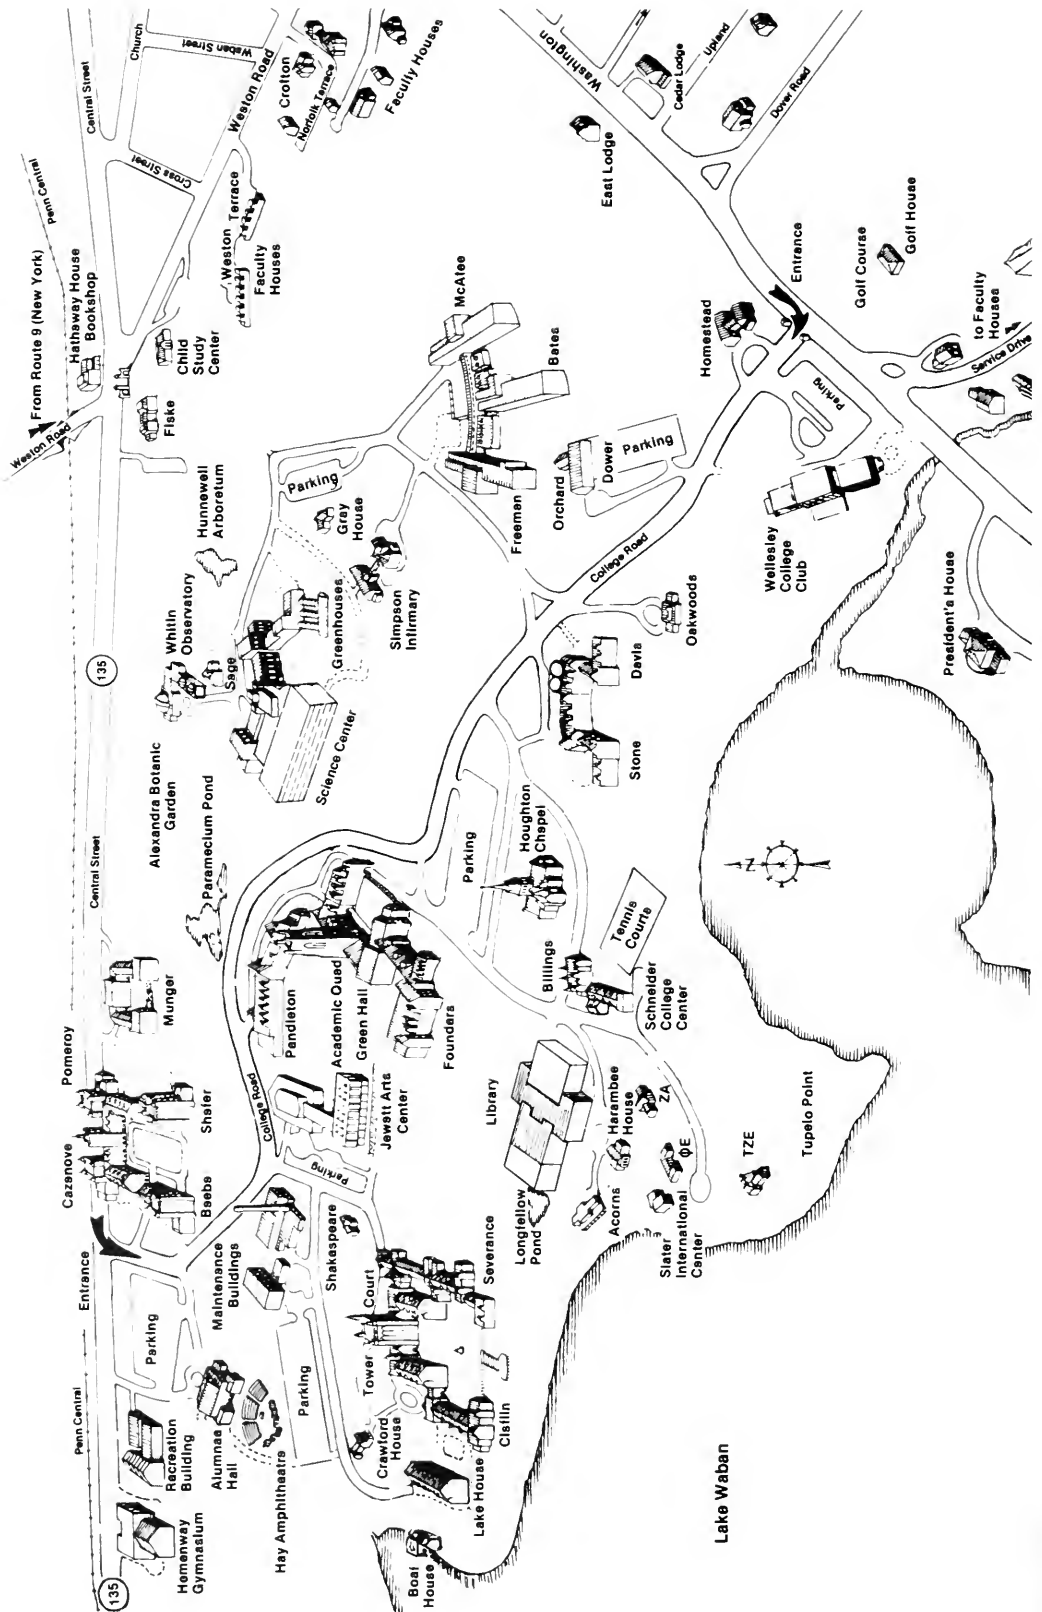 Weston Road
From Route 9 (New York)
Penn Central
Penn Central
135
Entrance
Cazenove
Pomeroy
Central Street
135
Hathaway House
Bookshop
Central Street
Church
Hemenway
Gymnasium
Recreation
Building
Parking
Beebe
Shafer
Munger
Alexandra Botanic
Garden
Whitin
Observatory
Hunnewell
Arboretum
Fiske
Child
Study
Center
Cross Street
Waban Street
Weston Road
Alumnae
Hall
Maintenance
Buildings
College Road
Paramecium Pond
Sage
Weston Terrace
Faculty
Houses
Crotton
Norfolk Terrace
Faculty Houses
Hay Amphitheatre
Parking
Shakespeare
Parking
Pendleton
Academic Quad
Green Hall
Founders
Science Center
Greenhouses
Gray
House
Parking
Simpson
Infirmary
McAfee
Bates
Freeman
Crawford
House
Tower Court
Severance
Claflin
Jewett Arts
Center
Boat
House
Lake House
Longfellow
Pond
Library
Billings
Parking
Houghton
Chapel
Orchard
Dower
Parking
College Road
East Lodge
Washington
Acorns
Harambee
House
ZA
ΦE
Slater
International
Center
Schneider
College
Center
Tennis
Courts
Stone
Davis
Oakwoods
Homestead
Cedar Lodge
Upland
Dover Road
TZE
Tupelo Point
N
Wellesley
College
Club
Parking
Entrance
Golf Course
Golf House
Lake Waban
President's House
Service Drive
to Faculty
Houses